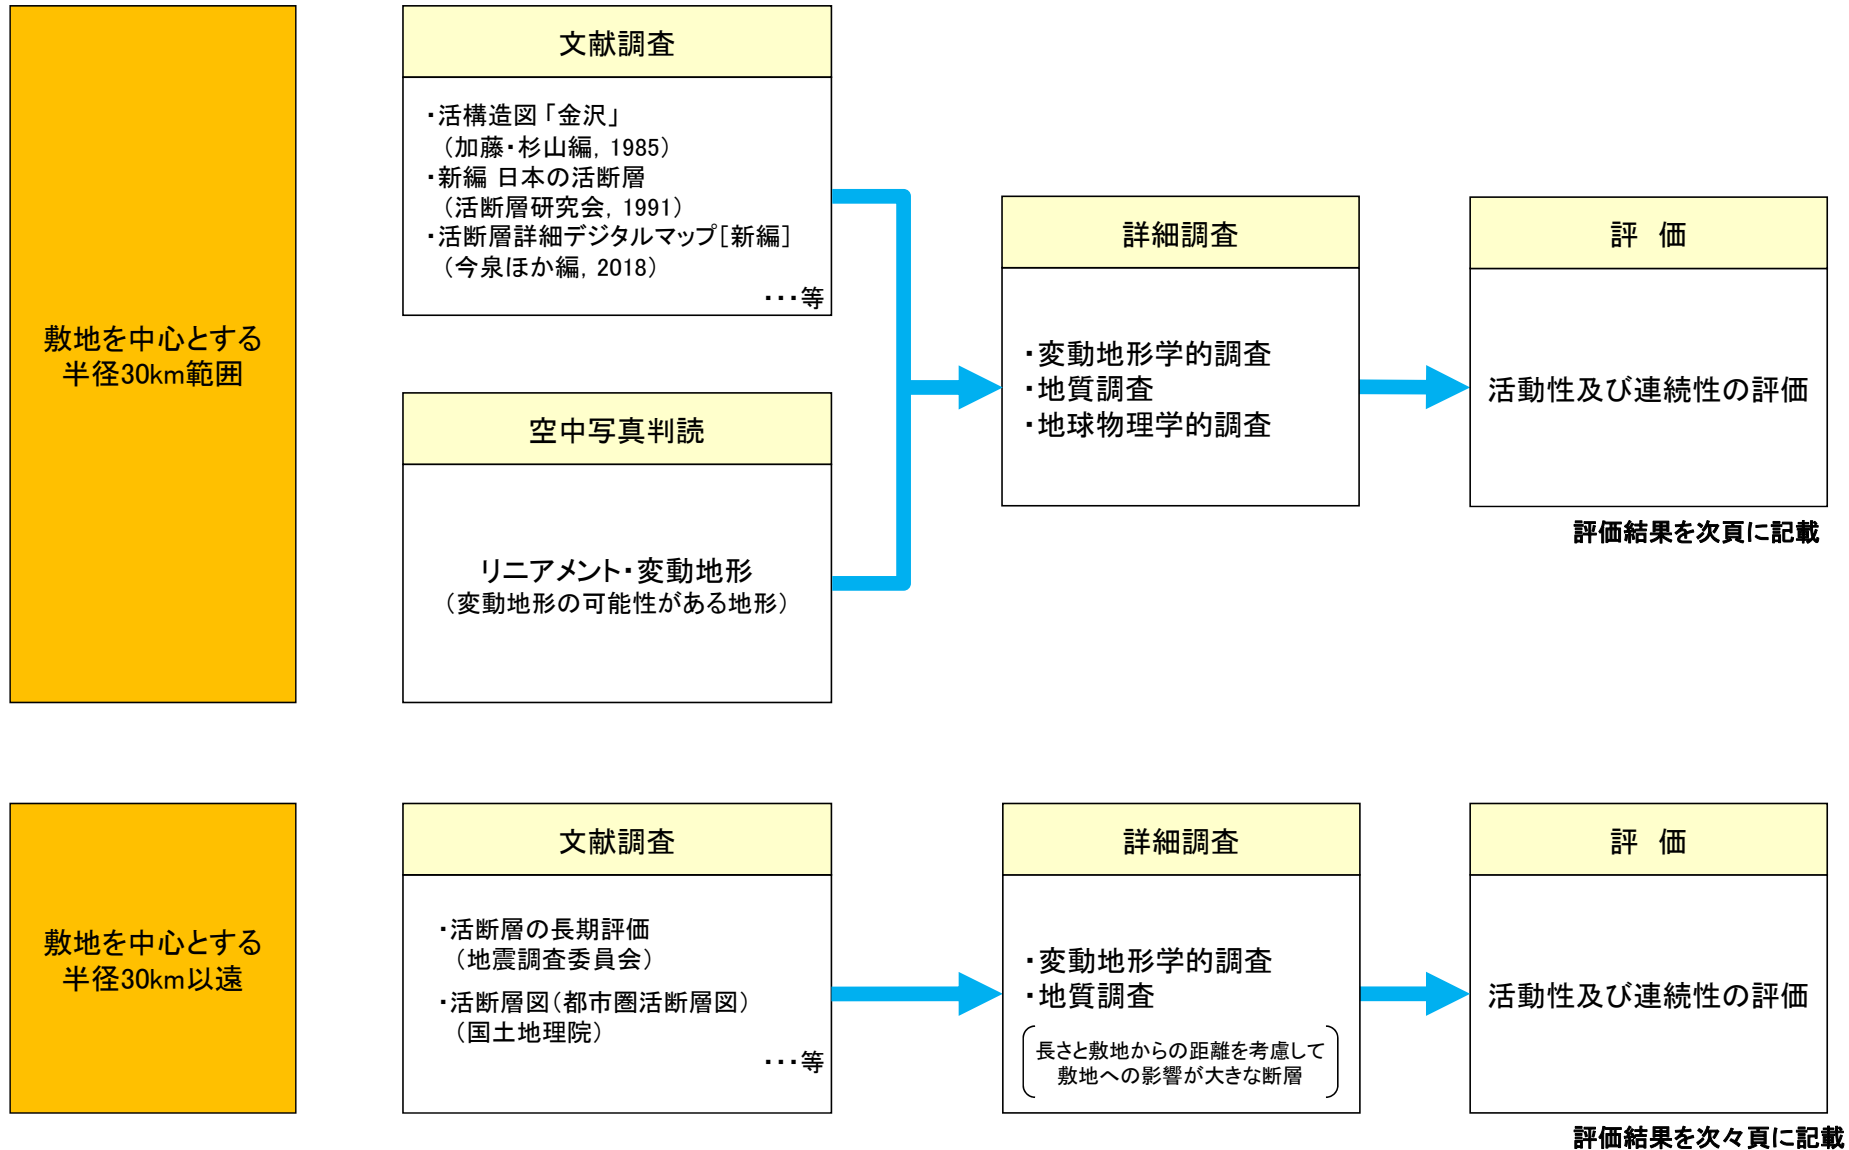 敷地を中心とする
半径30km範囲
文献調査
・活構造図「金沢」
（加藤・杉山編，1985）
・新編 日本の活断層
（活断層研究会，1991）
・活断層詳細デジタルマップ［新編］
（今泉ほか編，2018）
・・・等
空中写真判読
リニアメント・変動地形
（変動地形の可能性がある地形）
詳細調査
・変動地形学的調査
・地質調査
・地球物理学的調査
評　価
活動性及び連続性の評価
評価結果を次頁に記載
敷地を中心とする
半径30km以遠
文献調査
・活断層の長期評価
（地震調査委員会）
・活断層図（都市圏活断層図）
（国土地理院）
・・・等
詳細調査
・変動地形学的調査
・地質調査
長さと敷地からの距離を考慮して
敷地への影響が大きな断層
評　価
活動性及び連続性の評価
評価結果を次々頁に記載